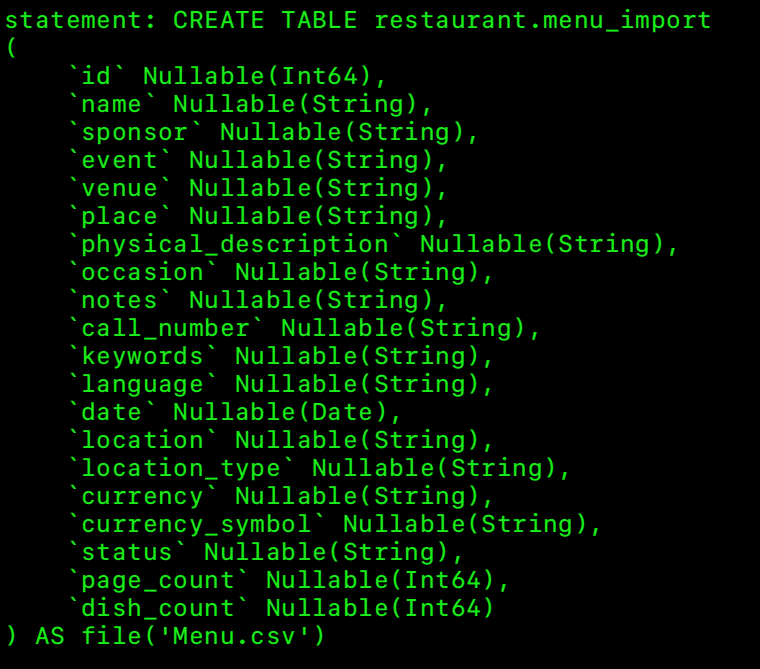 statement: CREATE TABLE restaurant.menu_import
(
    `id` Nullable(Int64),
    `name` Nullable(String),
    `sponsor` Nullable(String),
    `event` Nullable(String),
    `venue` Nullable(String),
    `place` Nullable(String),
    `physical_description` Nullable(String),
    `occasion` Nullable(String),
    `notes` Nullable(String),
    `call_number` Nullable(String),
    `keywords` Nullable(String),
    `language` Nullable(String),
    `date` Nullable(Date),
    `location` Nullable(String),
    `location_type` Nullable(String),
    `currency` Nullable(String),
    `currency_symbol` Nullable(String),
    `status` Nullable(String),
    `page_count` Nullable(Int64),
    `dish_count` Nullable(Int64)
) AS file('Menu.csv')